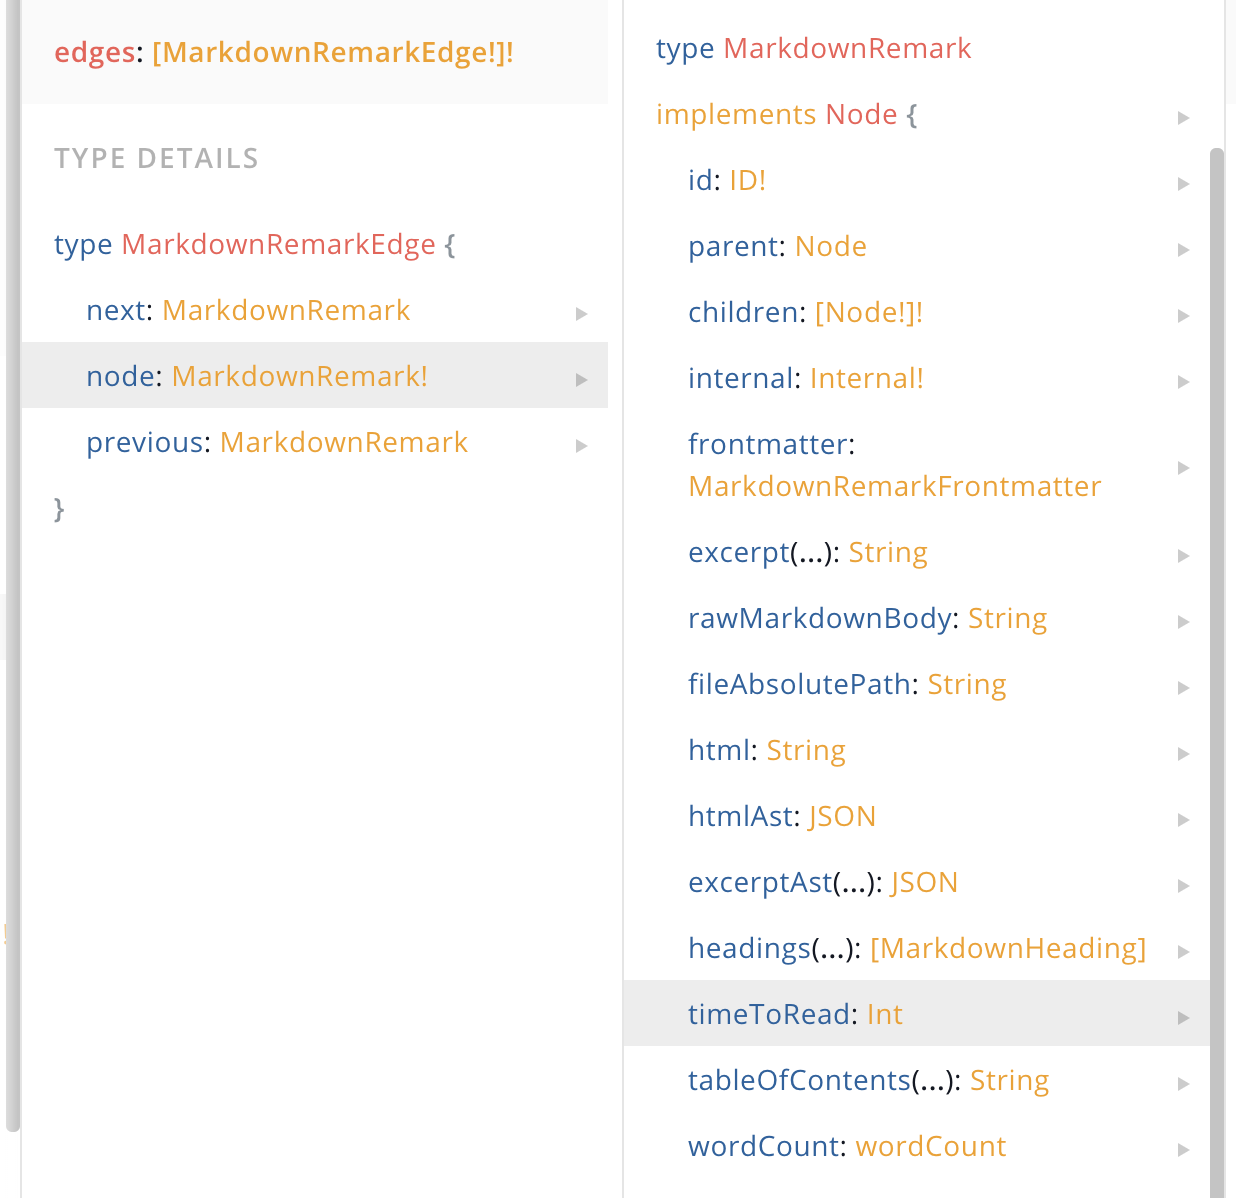 edges: [MarkdownRemarkEdge!]!
TYPE DETAILS
type MarkdownRemarkEdge {
next: MarkdownRemark
node: MarkdownRemark!
previous: MarkdownRemark
}
type MarkdownRemark
implements Node {
id: ID!
parent: Node
children: [Node!]!
internal: Internal!
frontmatter:
MarkdownRemarkFrontmatter
excerpt(...): String
rawMarkdownBody: String
fileAbsolutePath: String
html: String
htmlAst: JSON
excerptAst(...): JSON
headings(...): [MarkdownHeading]
timeToRead: Int
tableOfContents(...): String
wordCount: wordCount